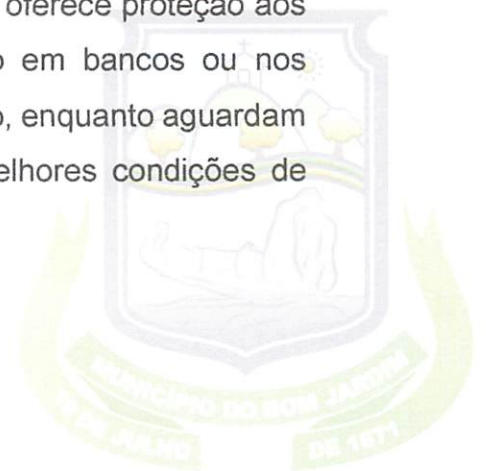 oferece proteção aos
o em bancos ou nos
o, enquanto aguardam
elhores condições de
MUNICÍPIO DO BOM JARDIM
19 DE JULHO DE 1871